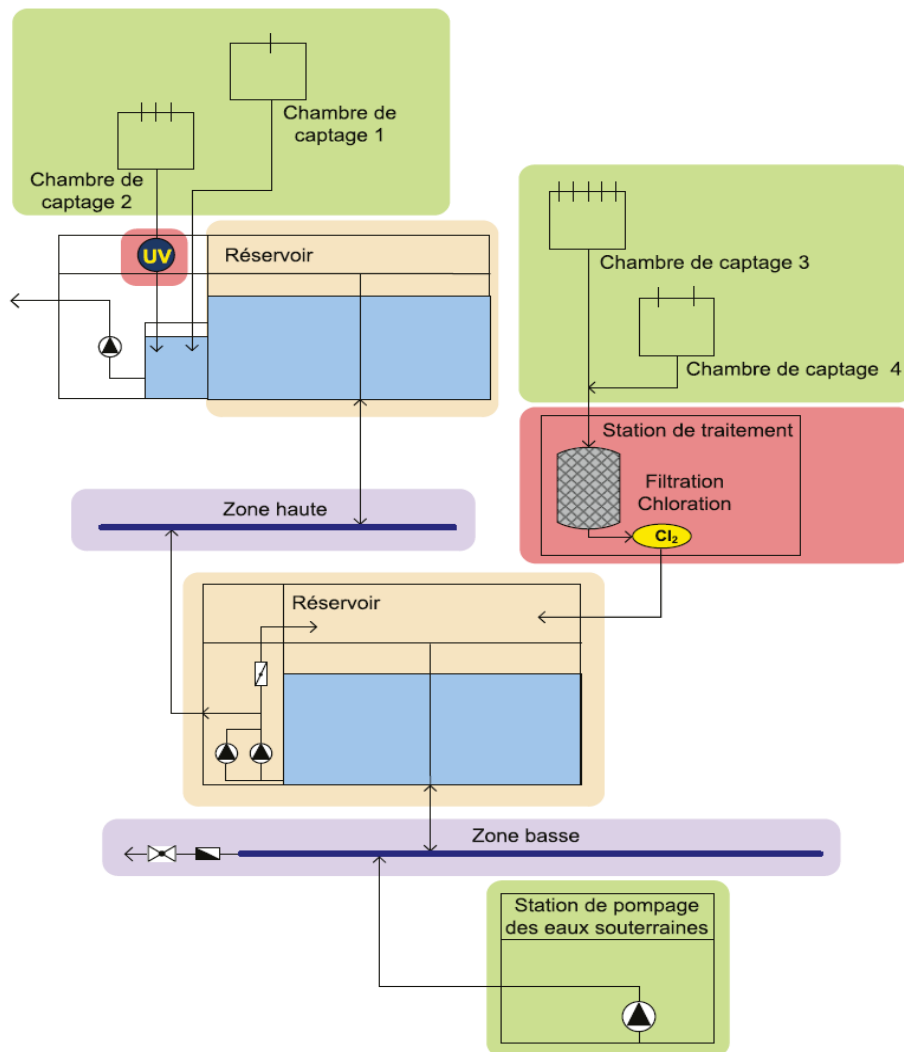 Chambre de
captage 1
Chambre de
captage 2
UV
Réservoir
Chambre de captage 3
Chambre de captage 4
Station de traitement
Filtration
Chloration
Cl₂
Zone haute
Réservoir
Zone basse
Station de pompage
des eaux souterraines